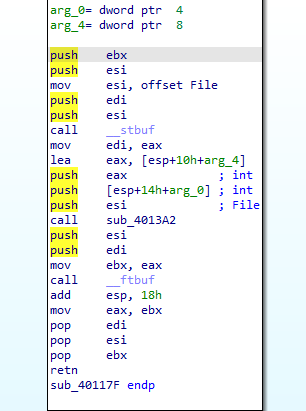 arg_0= dword ptr  4
arg_4= dword ptr  8
push    ebx
push    esi
mov     esi, offset File
push    edi
push    esi
call    __stbuf
mov     edi, eax
lea     eax, [esp+10h+arg_4]
push    eax             ; int
push    [esp+14h+arg_0] ; int
push    esi             ; File
call    sub_4013A2
push    esi
push    edi
mov     ebx, eax
call    __ftbuf
add     esp, 18h
mov     eax, ebx
pop     edi
pop     esi
pop     ebx
retn
sub_40117F endp